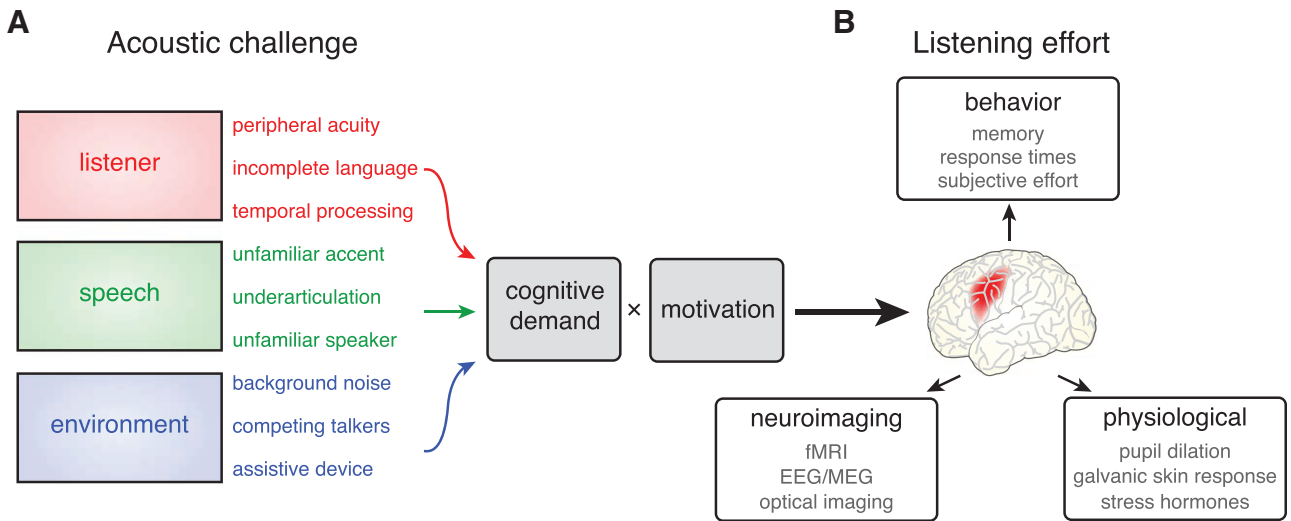 A
Acoustic challenge
listener
peripheral acuity
incomplete language
temporal processing
speech
unfamiliar accent
underarticulation
unfamiliar speaker
environment
background noise
competing talkers
assistive device
cognitive
demand
×
motivation
B
Listening effort
behavior
memory
response times
subjective effort
neuroimaging
fMRI
EEG/MEG
optical imaging
physiological
pupil dilation
galvanic skin response
stress hormones